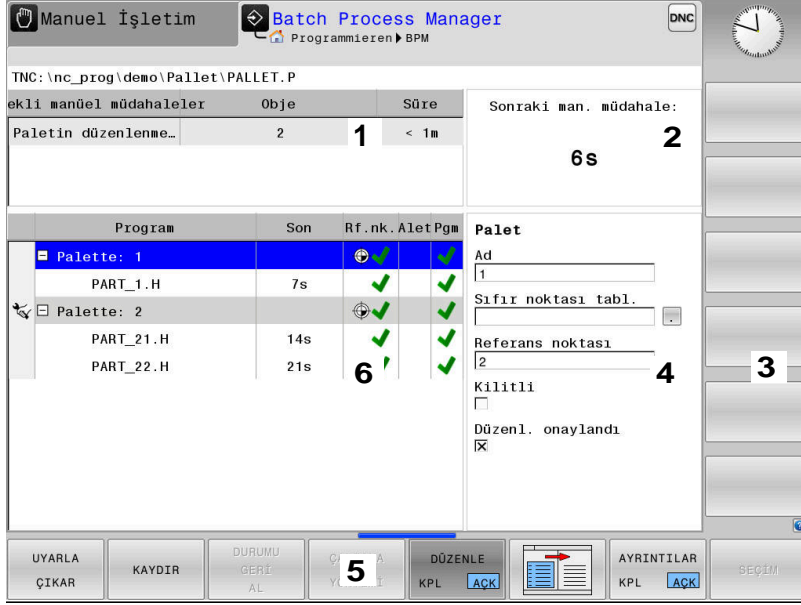 Manuel İşletim
Batch Process Manager
DNC
Programmieren BPM
TNC:\nc_prog\demo\Pallet\PALLET.P
ekli manüel müdahaleler Obje Süre
Sonraki man. müdahale:
Paletin düzenlenme… 2 1 < 1m
2
6s
Program Son Rf.nk. Alet Pgm
Palet
Palette: 1
Ad
1
PART_1.H 7s
Sıfır noktası tabl.
Palette: 2
.
PART_21.H 14s
Referans noktası
2
PART_22.H 21s
6
4
3
Kilitli
Düzenl. onaylandı
UYARLA
ÇIKAR
KAYDIR
DURUMU
GERİ
AL
5
DÜZENLE
KPL AÇK
AYRINTILAR
KPL AÇK
SEÇİM